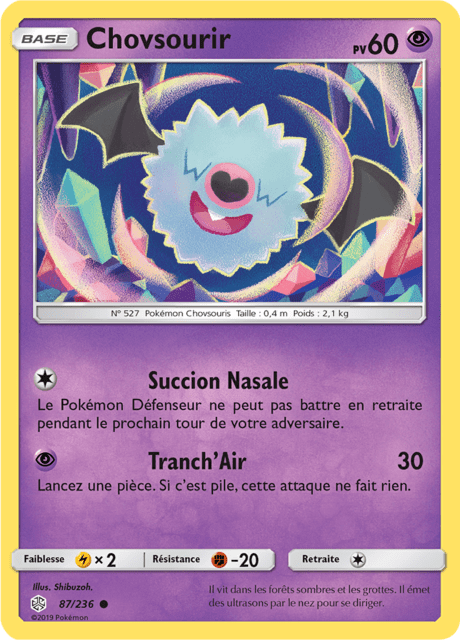 BASE Chovsourir PV60
N° 527 Pokémon Chovsouris Taille : 0,4 m Poids : 2,1 kg
Succion Nasale
Le Pokémon Défenseur ne peut pas battre en retraite
pendant le prochain tour de votre adversaire.
Tranch'Air 30
Lancez une pièce. Si c'est pile, cette attaque ne fait rien.
Faiblesse ×2 Résistance -20 Retraite
Illus. Shibuzoh. Il vit dans les forêts sombres et les grottes. Il émet
87/236 des ultrasons par le nez pour se diriger.
©2019 Pokémon